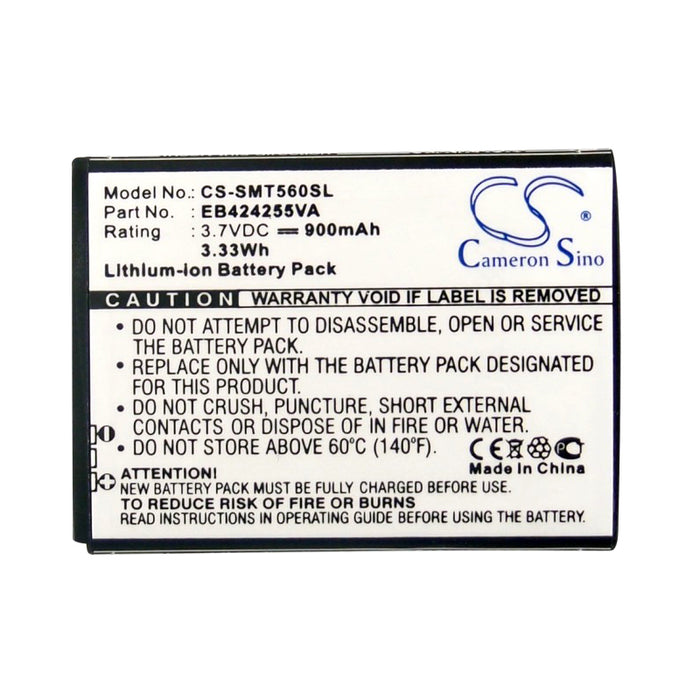 Model No.: CS-SMT560SL
Part No.: EB424255VA
Rating : 3.7VDC 900mAh
3.33Wh
Lithium-ion Battery Pack
CS
Cameron Sino
®
CAUTION WARRANTY VOID IF LABEL IS REMOVED
• DO NOT ATTEMPT TO DISASSEMBLE, OPEN OR SERVICE
THE BATTERY PACK.
• REPLACE ONLY WITH THE BATTERY PACK DESIGNATED
FOR THIS PRODUCT.
• DO NOT CRUSH, PUNCTURE, SHORT EXTERNAL
CONTACTS OR DISPOSE OF IN FIRE OR WATER.
• DO NOT STORE ABOVE 60°C (140°F).
CE
Made In China
ATTENTION!
NEW BATTERY PACK MUST BE FULLY CHARGED BEFORE USE
TO REDUCE RISK OF FIRE OR BURNS
READ INSTRUCTIONS IN OPERATING GUIDE BEFORE USING BATTERY